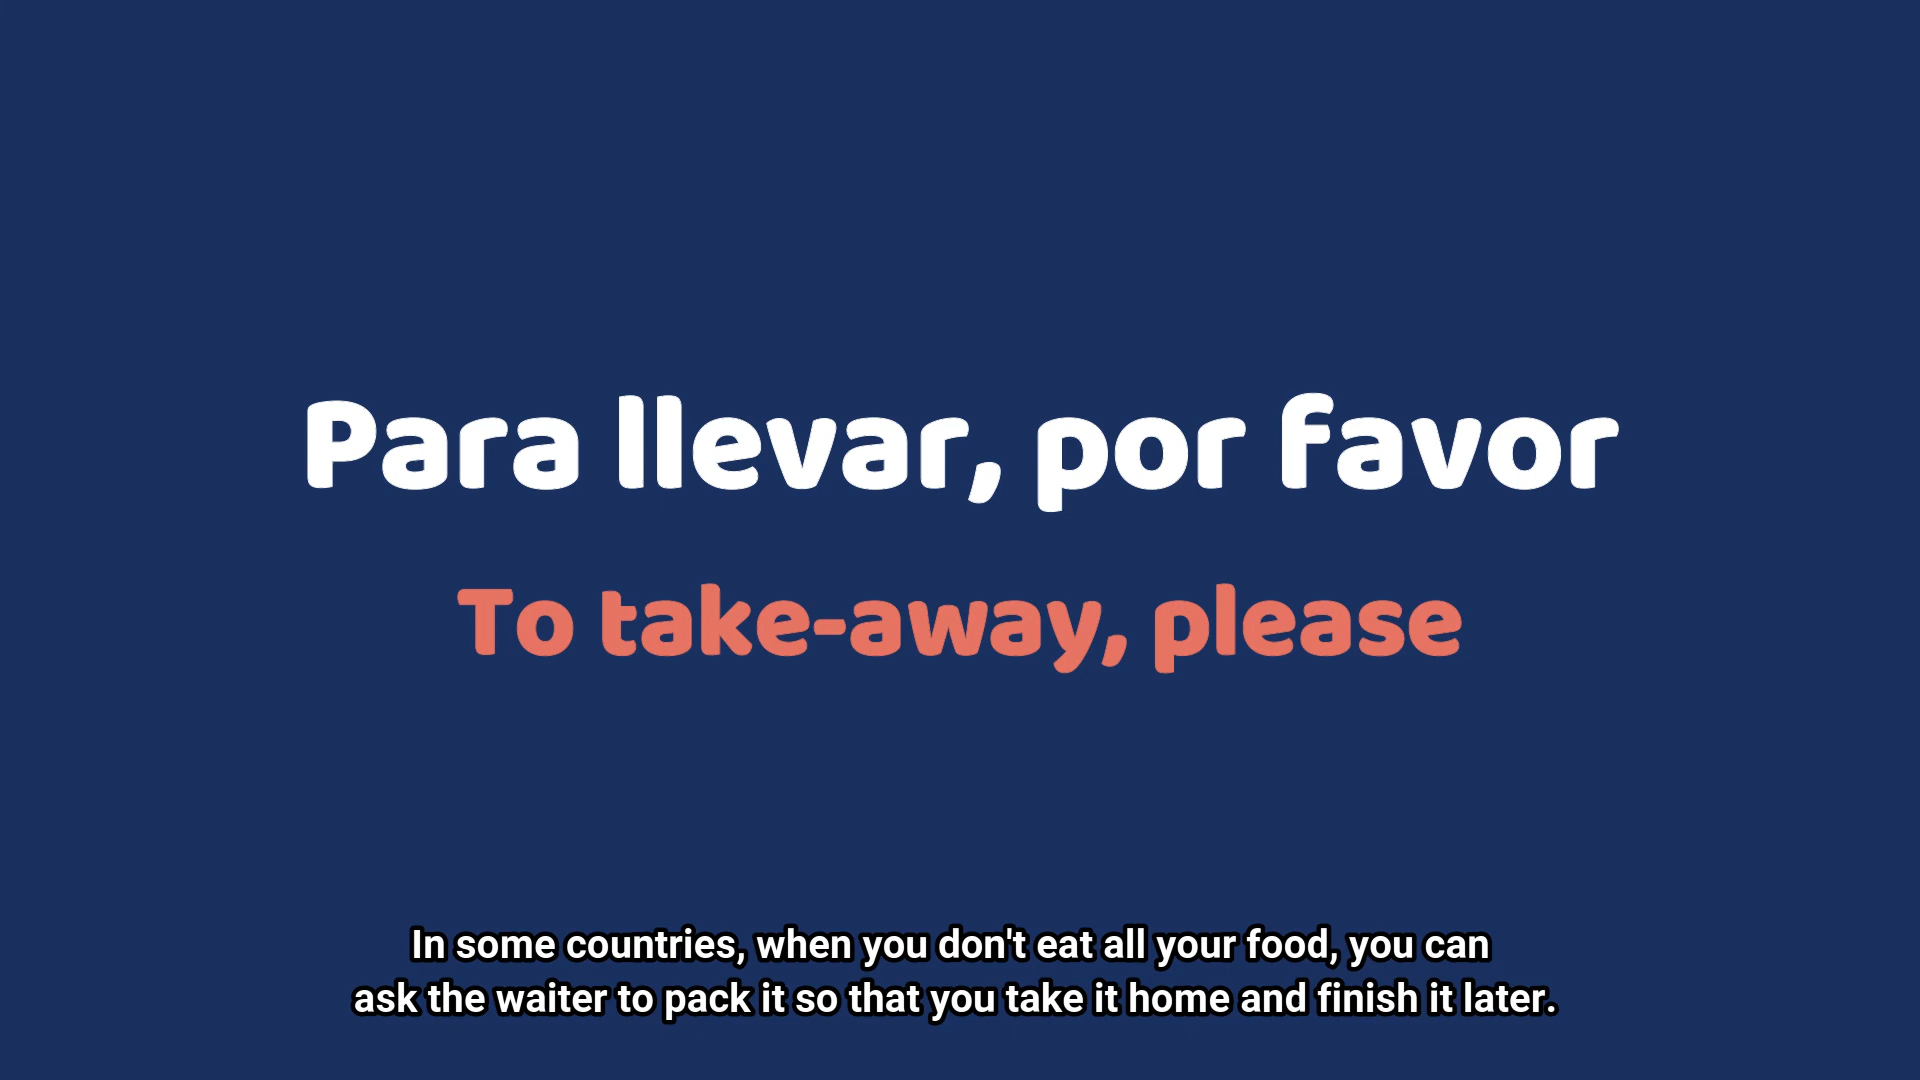 Para llevar, por favor
To take-away, please
In some countries, when you don't eat all your food, you can
ask the waiter to pack it so that you take it home and finish it later.